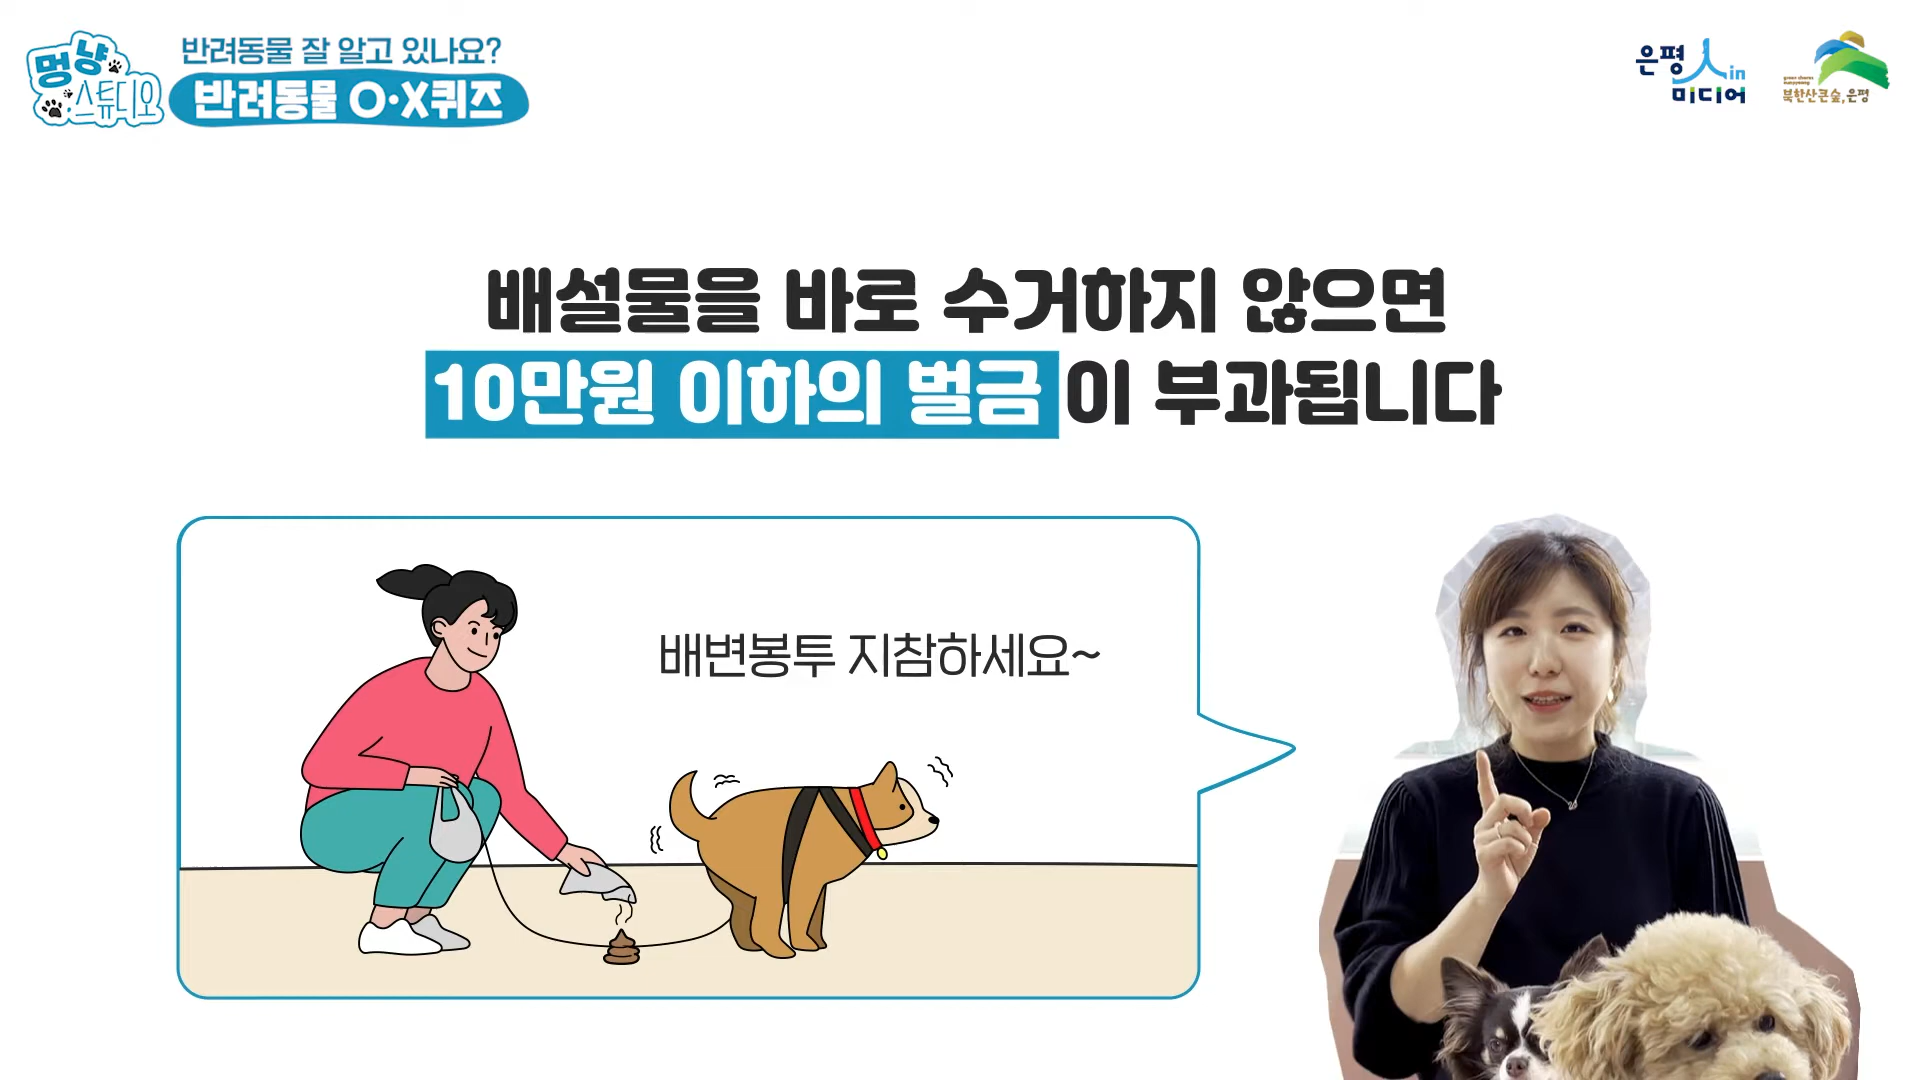 멍냥
스튜디오
반려동물 잘 알고 있나요?
반려동물 O·X퀴즈
은평 人 in
미디어
북한산큰숲,은평
배설물을 바로 수거하지 않으면
10만원 이하의 벌금이 부과됩니다
배변봉투 지참하세요~